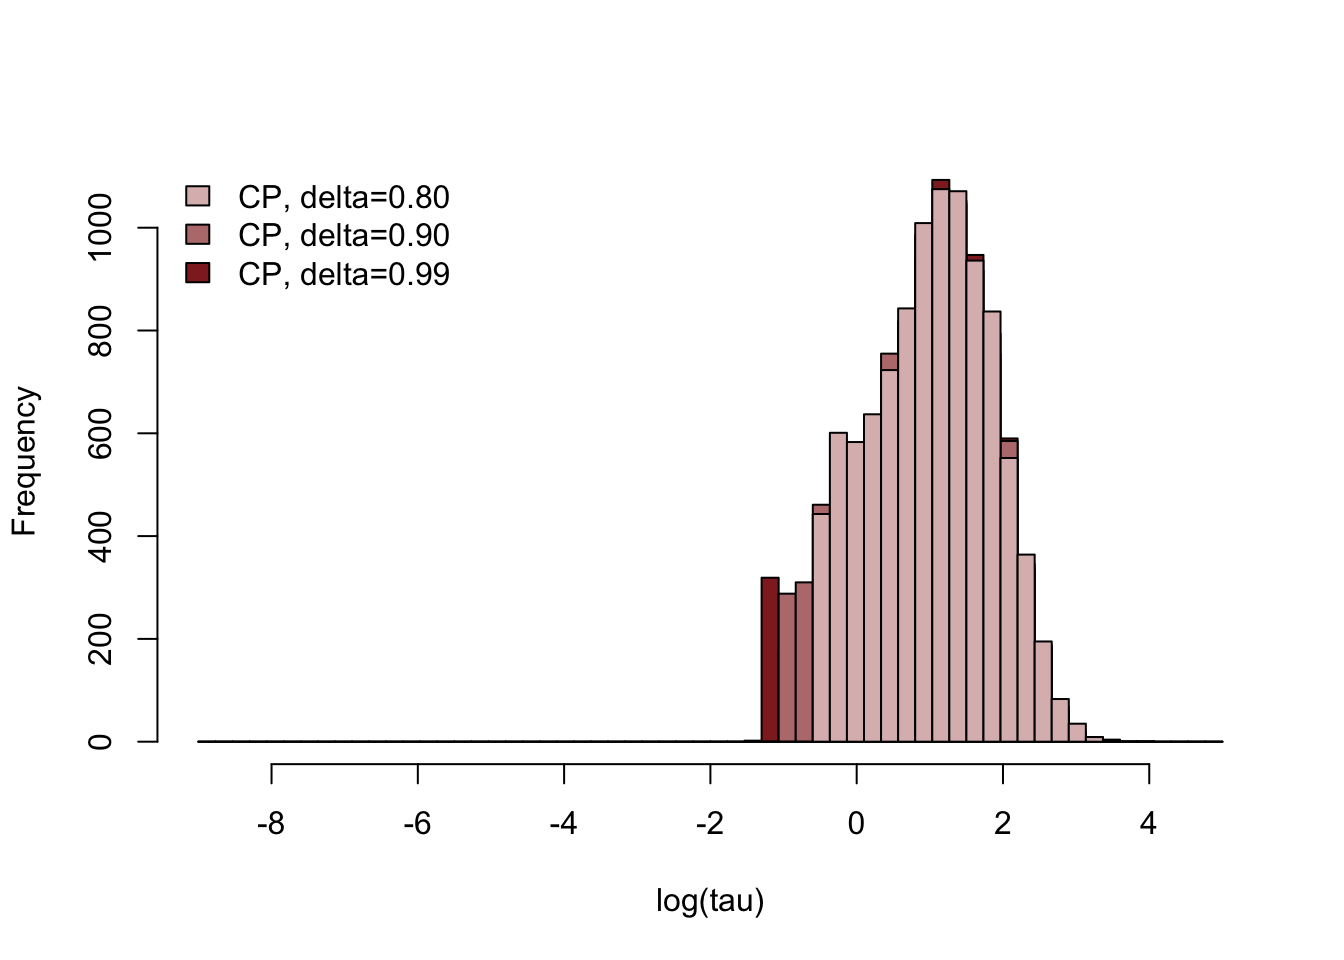 CP, delta=0.80
CP, delta=0.90
CP, delta=0.99
Frequency
1000
800
600
400
200
0
-8 -6 -4 -2 0 2 4
log(tau)